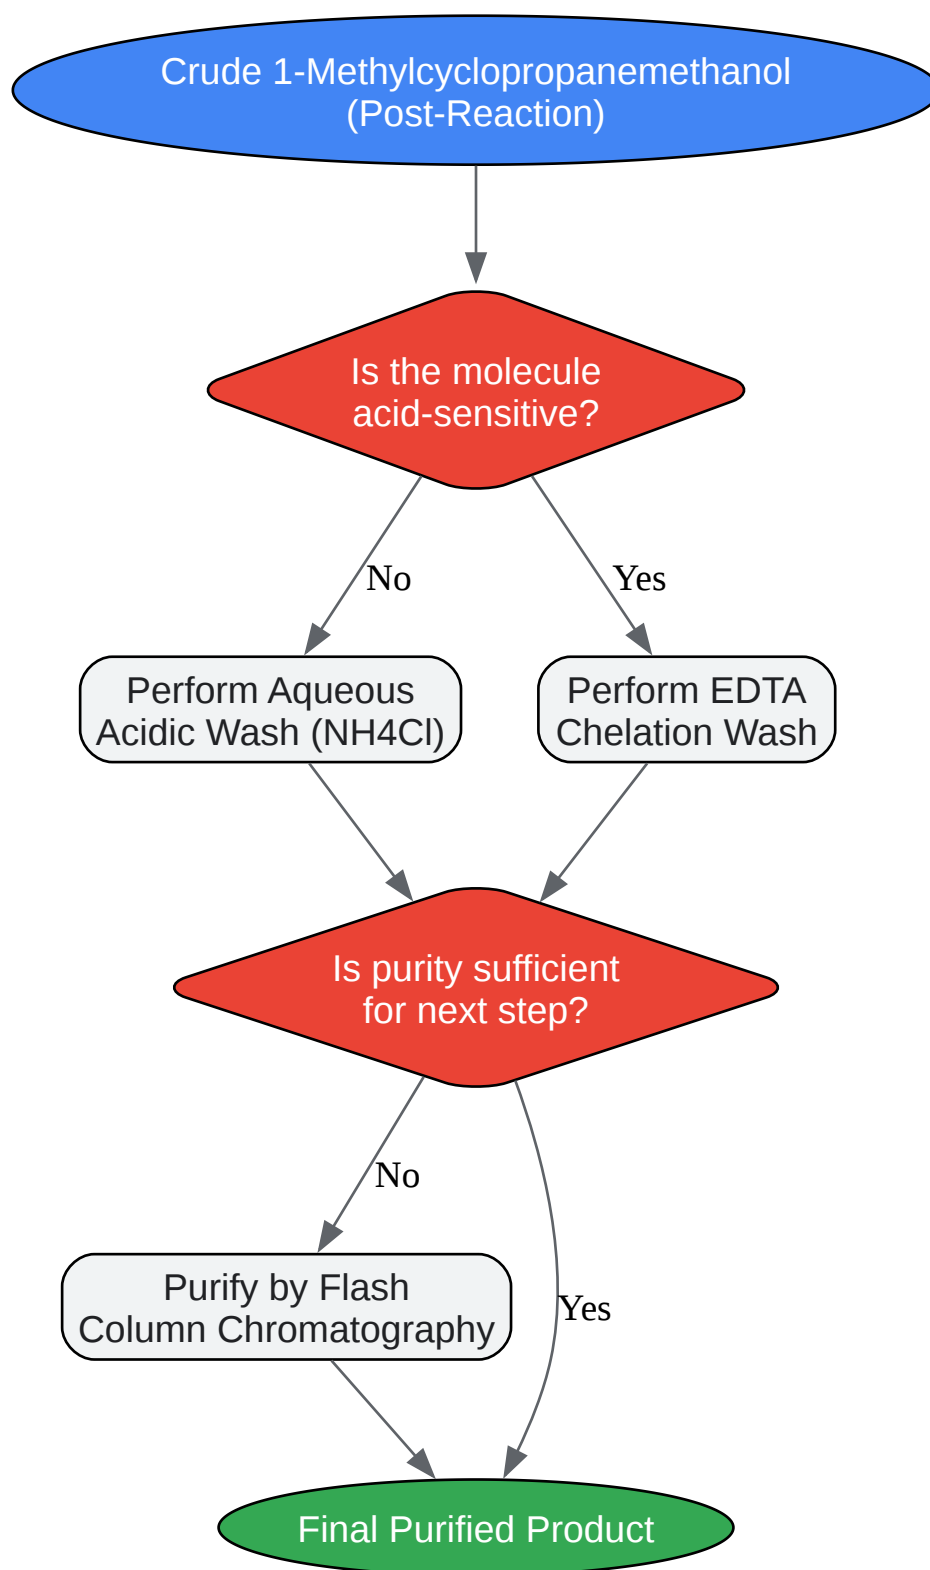 Crude 1-Methylcyclopropanemethanol
(Post-Reaction)
Is the molecule
acid-sensitive?
No
Yes
Perform Aqueous
Acidic Wash (NH4Cl)
Perform EDTA
Chelation Wash
Is purity sufficient
for next step?
No
Purify by Flash
Column Chromatography
Yes
Final Purified Product